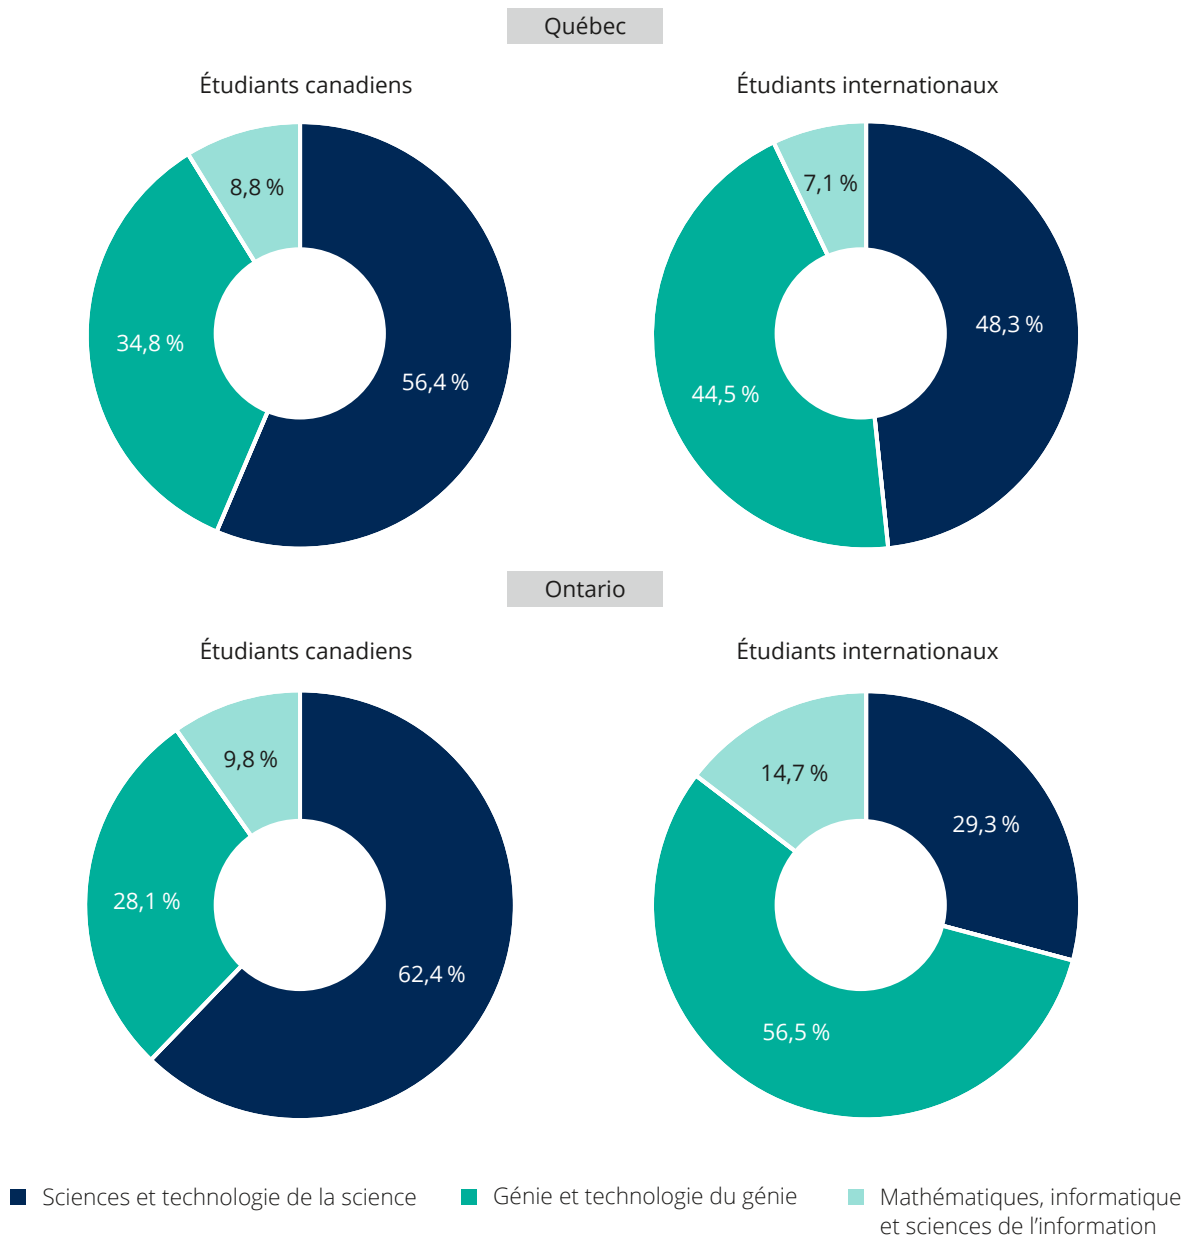 Québec
Étudiants canadiens
Étudiants internationaux
8,8 %
34,8 %
56,4 %
7,1 %
48,3 %
44,5 %
Ontario
Étudiants canadiens
Étudiants internationaux
9,8 %
28,1 %
62,4 %
14,7 %
29,3 %
56,5 %
Sciences et technologie de la science
Génie et technologie du génie
Mathématiques, informatique
et sciences de l’information